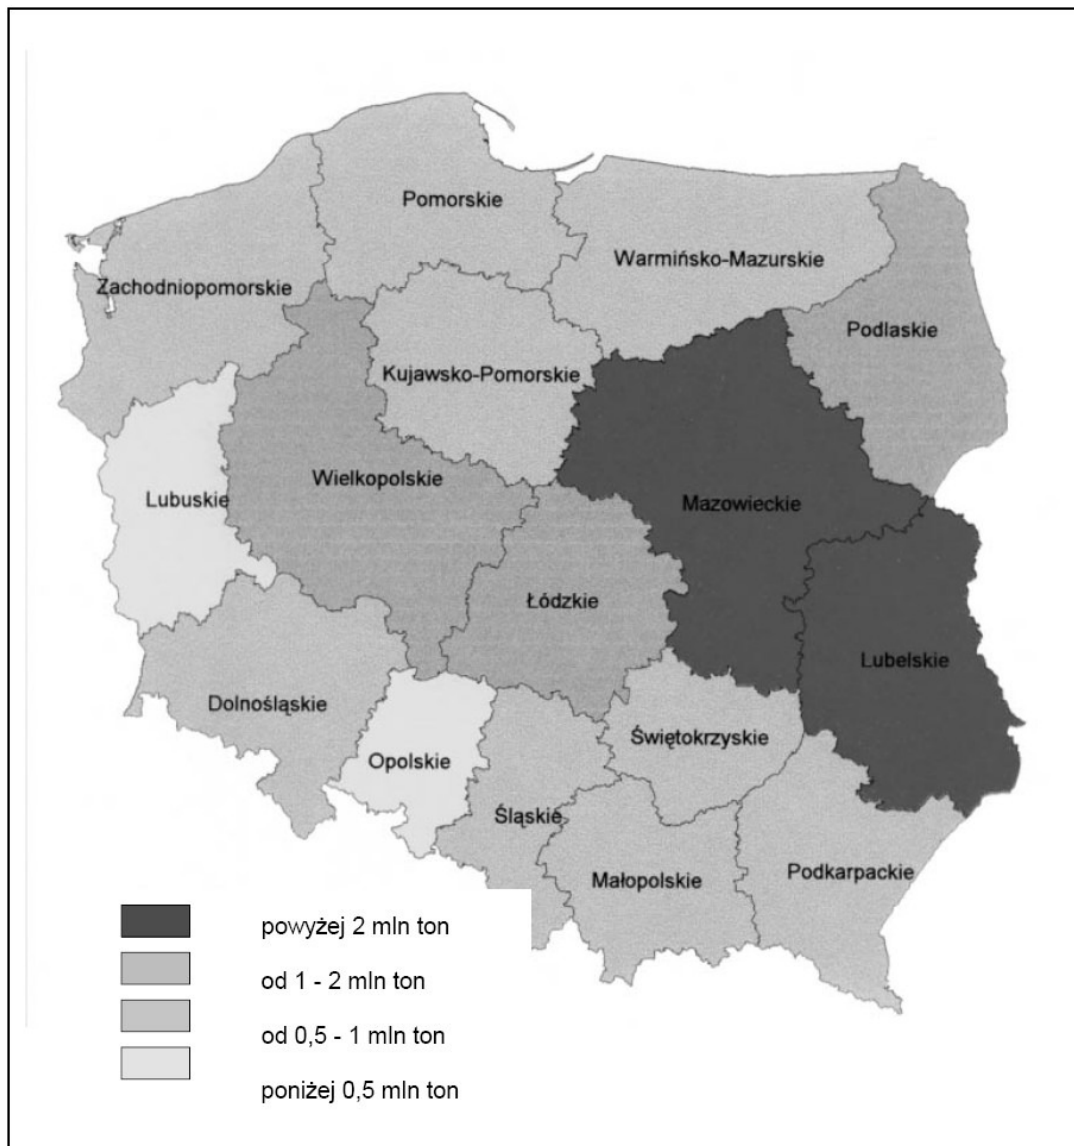 Pomorskie
Warmińsko-Mazurskie
Zachodniopomorskie
Podlaskie
Kujawsko-Pomorskie
Wielkopolskie
Lubuskie
Mazowieckie
Łódzkie
Lubelskie
Dolnośląskie
Świętokrzyskie
Opolskie
Śląskie
Małopolskie
Podkarpackie
powyżej 2 mln ton
od 1 - 2 mln ton
od 0,5 - 1 mln ton
poniżej 0,5 mln ton